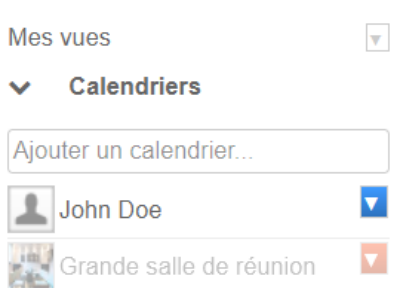 Mes vues
Calendriers
Ajouter un calendrier...
John Doe
Grande salle de réunion